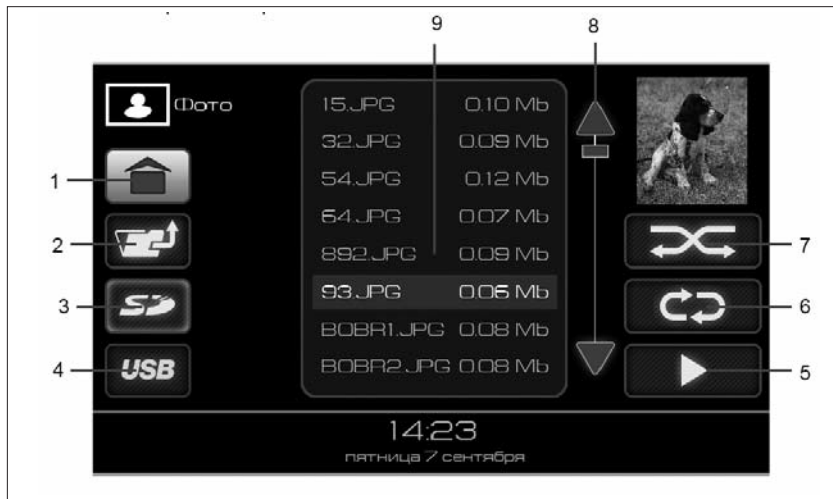 9
8
Фото
15.JPG 0.10 Mb
32.JPG 0.09 Mb
54.JPG 0.12 Mb
1
64.JPG 0.07 Mb
2
892.JPG 0.09 Mb
7
93.JPG 0.06 Mb
3
SD
6
BOBR1.JPG 0.08 Mb
4
USB
BOBR2.JPG 0.08 Mb
5
14:23
пятница 7 сентября